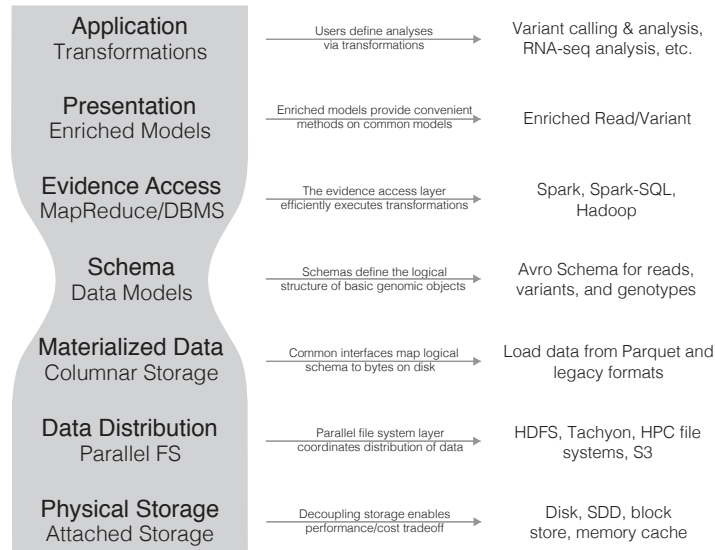 Application
Transformations
Users define analyses
via transformations
Variant calling & analysis,
RNA-seq analysis, etc.
Presentation
Enriched Models
Enriched models provide convenient
methods on common models
Enriched Read/Variant
Evidence Access
MapReduce/DBMS
The evidence access layer
efficiently executes transformations
Spark, Spark-SQL,
Hadoop
Schema
Data Models
Schemas define the logical
structure of basic genomic objects
Avro Schema for reads,
variants, and genotypes
Materialized Data
Columnar Storage
Common interfaces map logical
schema to bytes on disk
Load data from Parquet and
legacy formats
Data Distribution
Parallel FS
Parallel file system layer
coordinates distribution of data
HDFS, Tachyon, HPC file
systems, S3
Physical Storage
Attached Storage
Decoupling storage enables
performance/cost tradeoff
Disk, SDD, block
store, memory cache